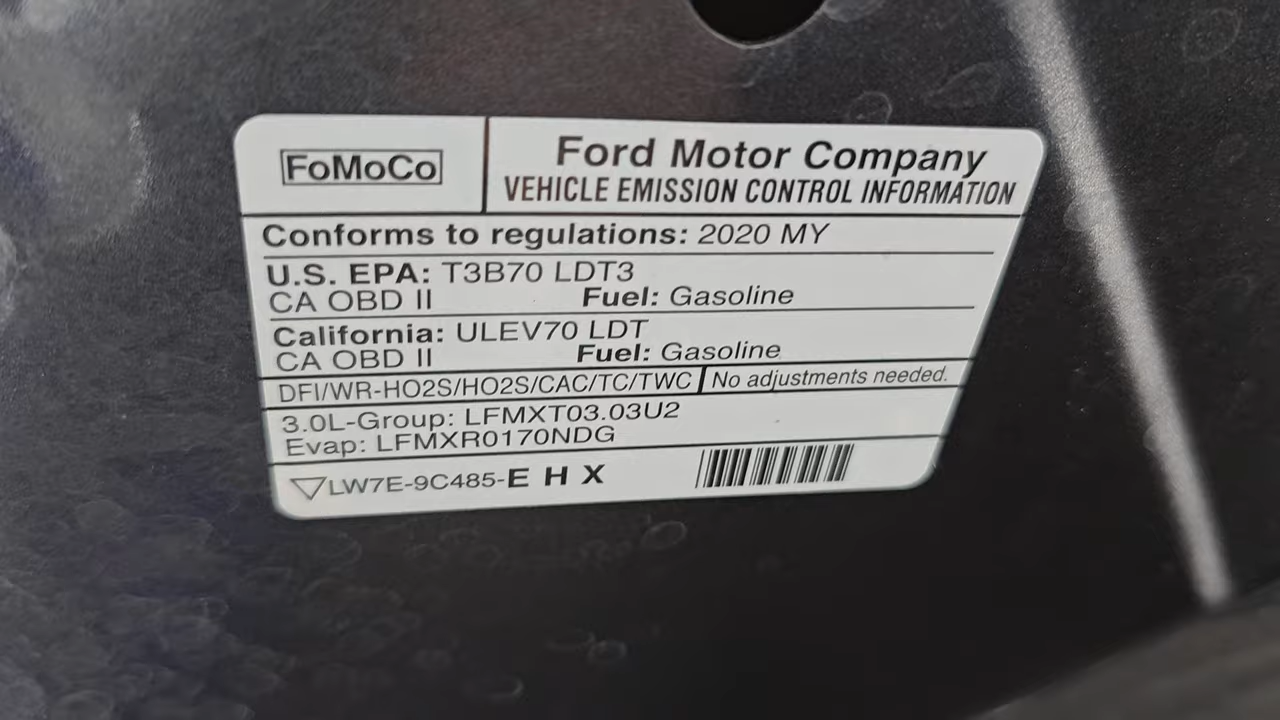 FoMoCo
Ford Motor Company
VEHICLE EMISSION CONTROL INFORMATION
Conforms to regulations: 2020 MY
U.S. EPA: T3B70 LDT3
CA OBD II Fuel: Gasoline
California: ULEV70 LDT
CA OBD II Fuel: Gasoline
DFI/WR-HO2S/HO2S/CAC/TC/TWC No adjustments needed.
3.0L-Group: LFMXT03.03U2
Evap: LFMXR0170NDG
LW7E-9C485-E H X